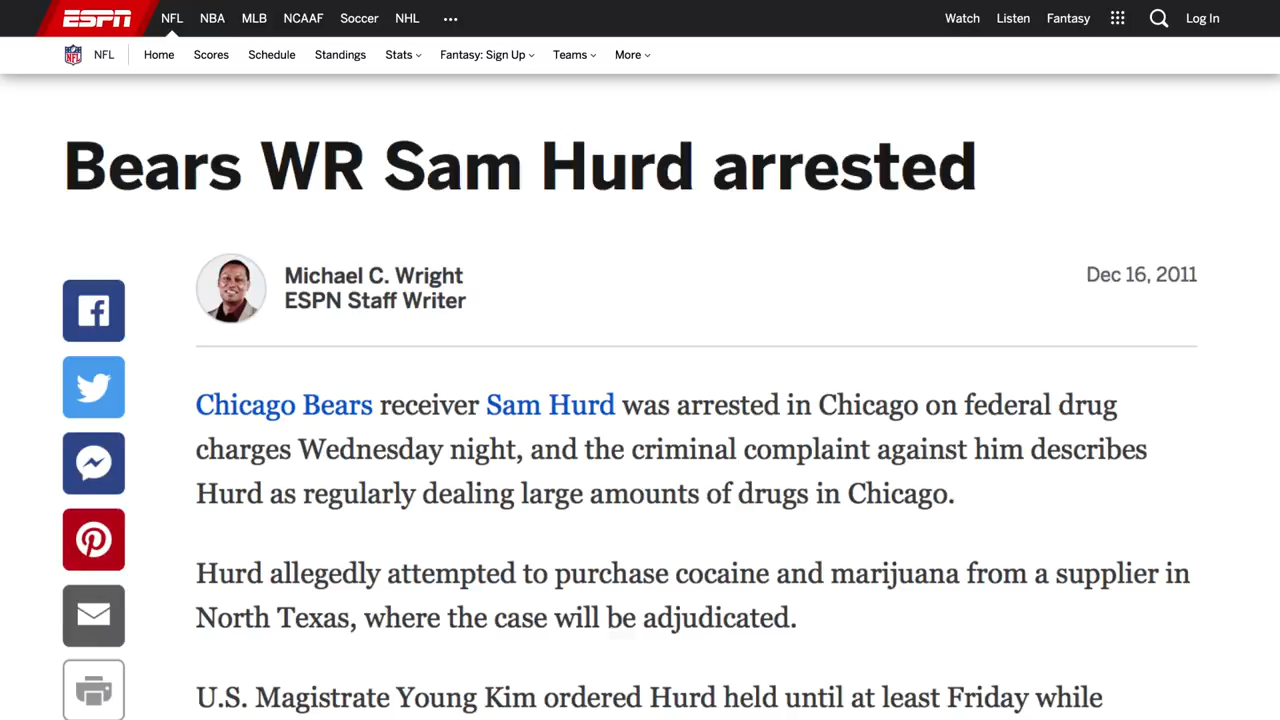 ESPN NFL NBA MLB NCAAF Soccer NHL ... Watch Listen Fantasy Log In
NFL NFL Home Scores Schedule Standings Stats Fantasy: Sign Up Teams More
Bears WR Sam Hurd arrested
Michael C. Wright
ESPN Staff Writer
Dec 16, 2011
Chicago Bears receiver Sam Hurd was arrested in Chicago on federal drug
charges Wednesday night, and the criminal complaint against him describes
Hurd as regularly dealing large amounts of drugs in Chicago.
Hurd allegedly attempted to purchase cocaine and marijuana from a supplier in
North Texas, where the case will be adjudicated.
U.S. Magistrate Young Kim ordered Hurd held until at least Friday while